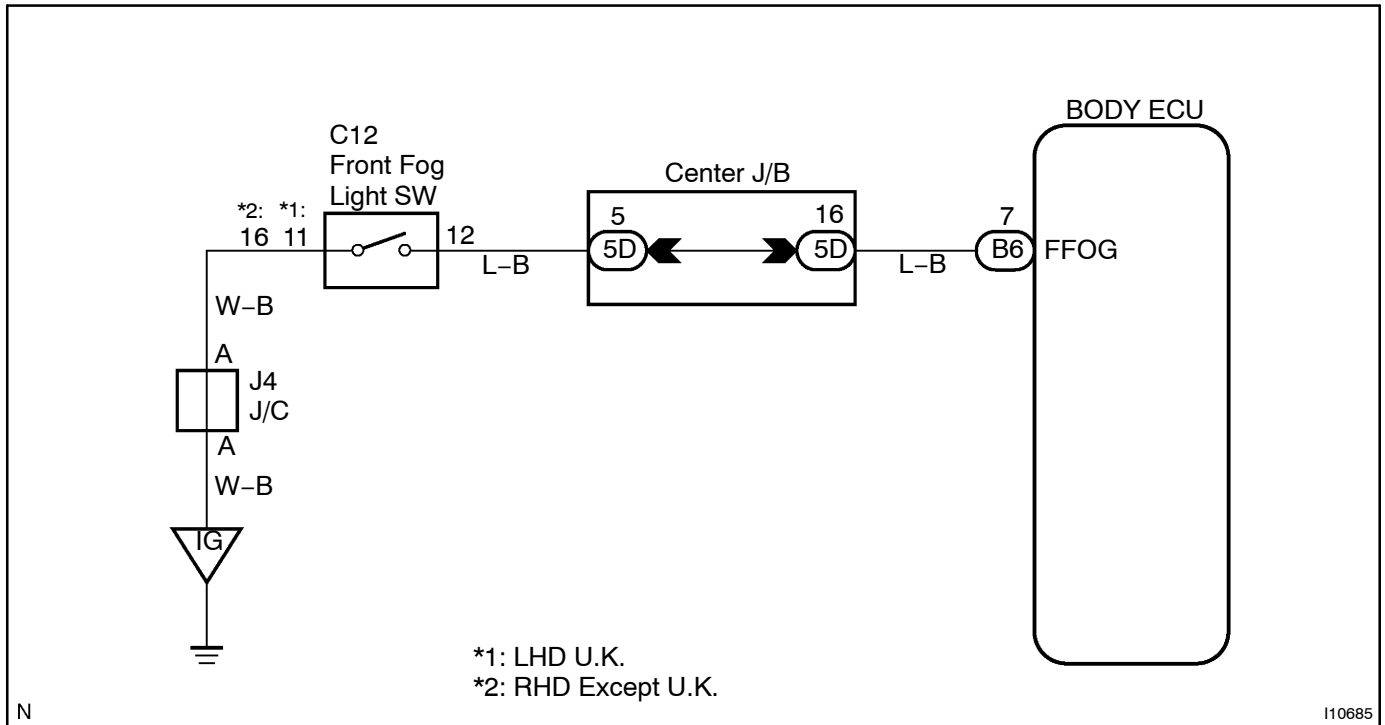 BODY ECU
C12
Front Fog
Light SW
Center J/B
*2: *1:
16 11
12
L–B
5
5D
16
5D
L–B
7
B6
FFOG
W–B
A
J4
J/C
A
W–B
IG
*1: LHD U.K.
*2: RHD Except U.K.
N
I10685